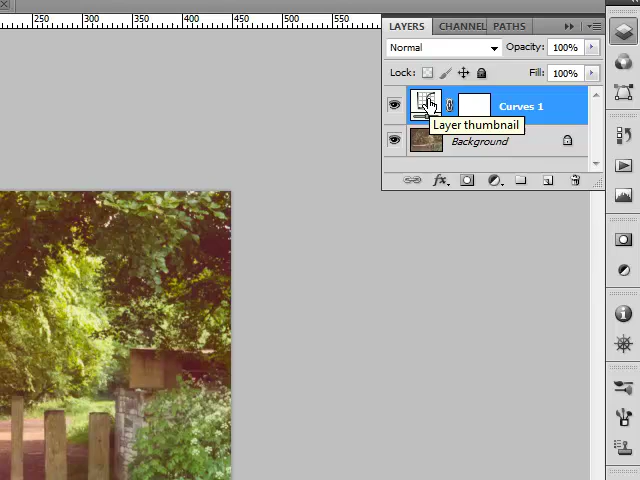 250 300 350 400 450 500 550
LAYERS CHANNEL PATHS
Normal Opacity: 100%
Lock: Fill: 100%
Curves 1
Layer thumbnail
Background
fx